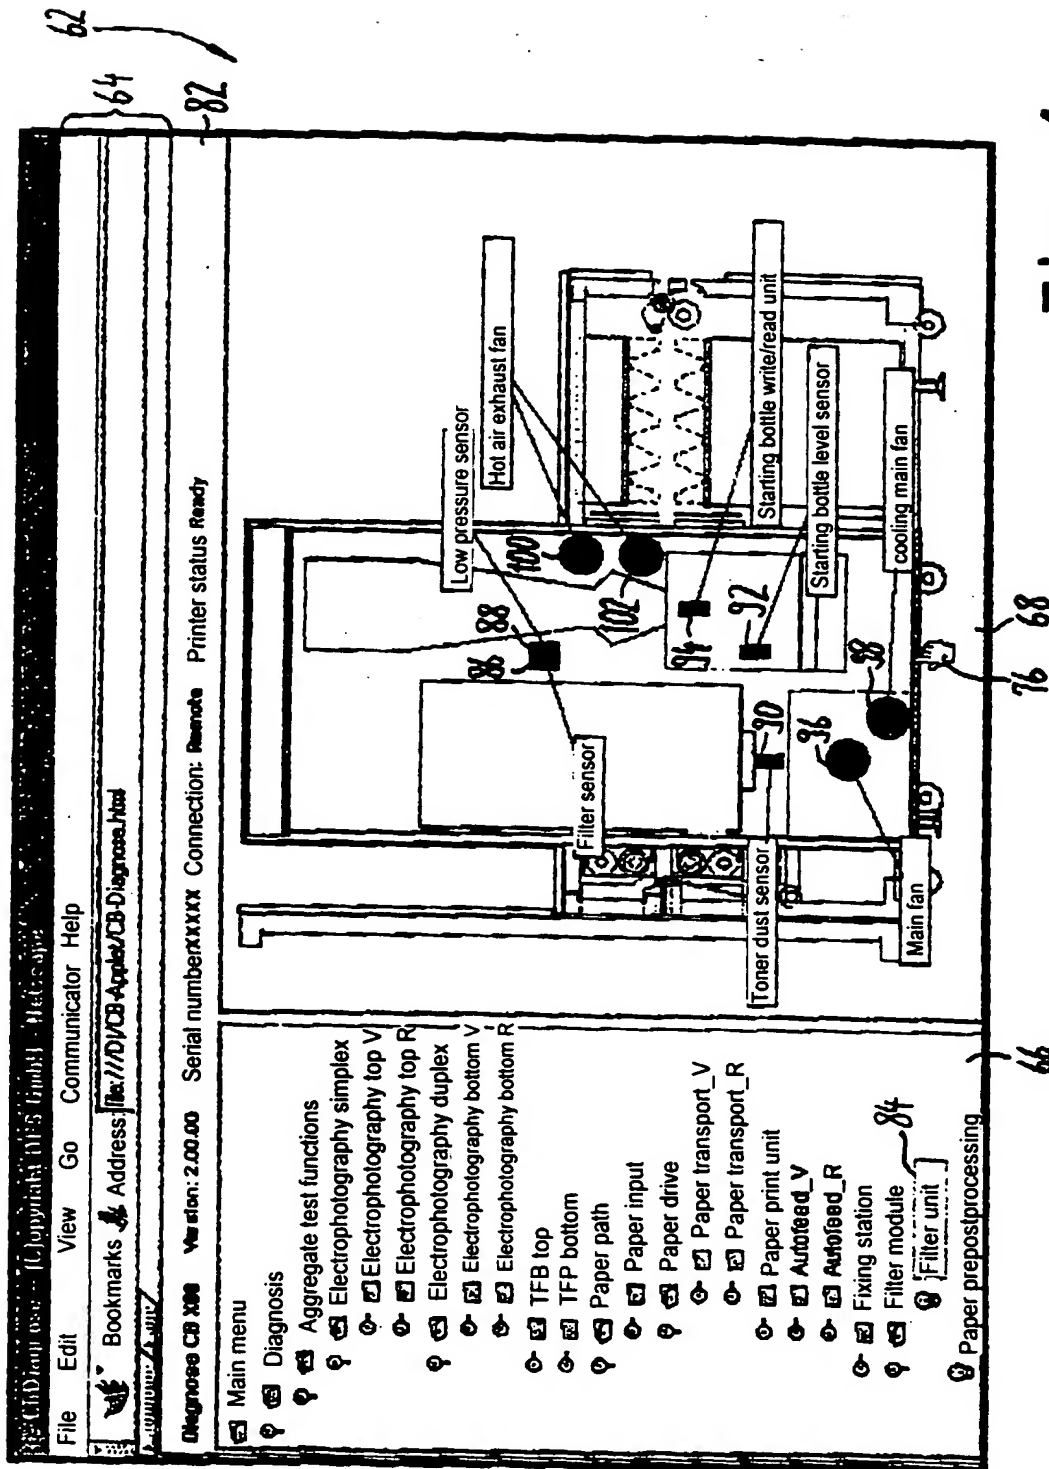 62
64
File Edit View Go Communicator Help
Bookmarks Address: file:///D|/CB-Applet/CB-Diagnose.html
82
Diagnose CB X90 Version: 2.00.00 Serial numberXXXXXX Connection: Remote Printer status Ready
Main menu
Diagnosis
Aggregate test functions
Electrophotography simplex
Electrophotography top V
Electrophotography top R
Electrophotography duplex
Electrophotography bottom V
Electrophotography bottom R
TFB top
TFP bottom
Paper path
Paper input
Paper drive
Paper transport_V
Paper transport_R
Paper print unit
Autofeed_V
Autofeed_R
Fixing station
Filter module
Filter unit
84
Paper prepostprocessing
66
Low pressure sensor
Hot air exhaust fan
Filter sensor
86
88
100
102
94
92
90
96
98
Starting bottle write/read unit
Starting bottle level sensor
cooling main fan
Toner dust sensor
Main fan
76
68